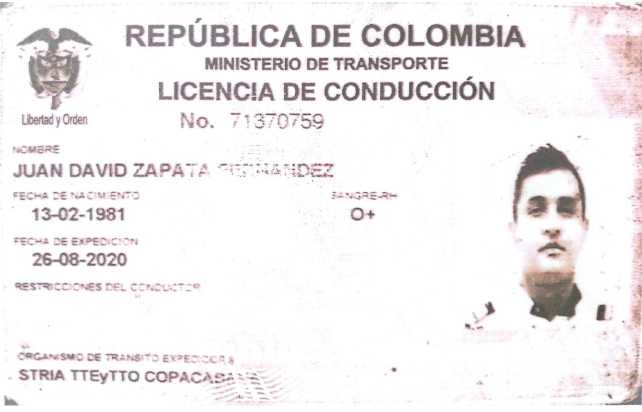 REPÚBLICA DE COLOMBIA
MINISTERIO DE TRANSPORTE
LICENCIA DE CONDUCCIÓN
Libertad y Orden
No. 71370759
NOMBRE
JUAN DAVID ZAPATA
FECHA DE NACIMIENTO
SANGRE-RH
13-02-1981
O+
FECHA DE EXPEDICION
26-08-2020
RESTRICCIONES DEL CONDUCTOR
ORGANISMO DE TRANSITO EXPEDIDOR
STRIA TTEyTTO